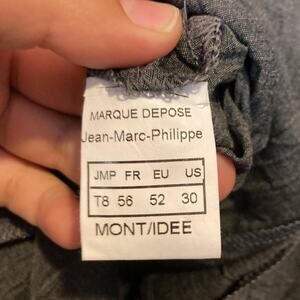 MARQUE DEPOSE
Jean-Marc-Philippe
JMP FR EU US
T8 56 52 30
MONT/IDEE